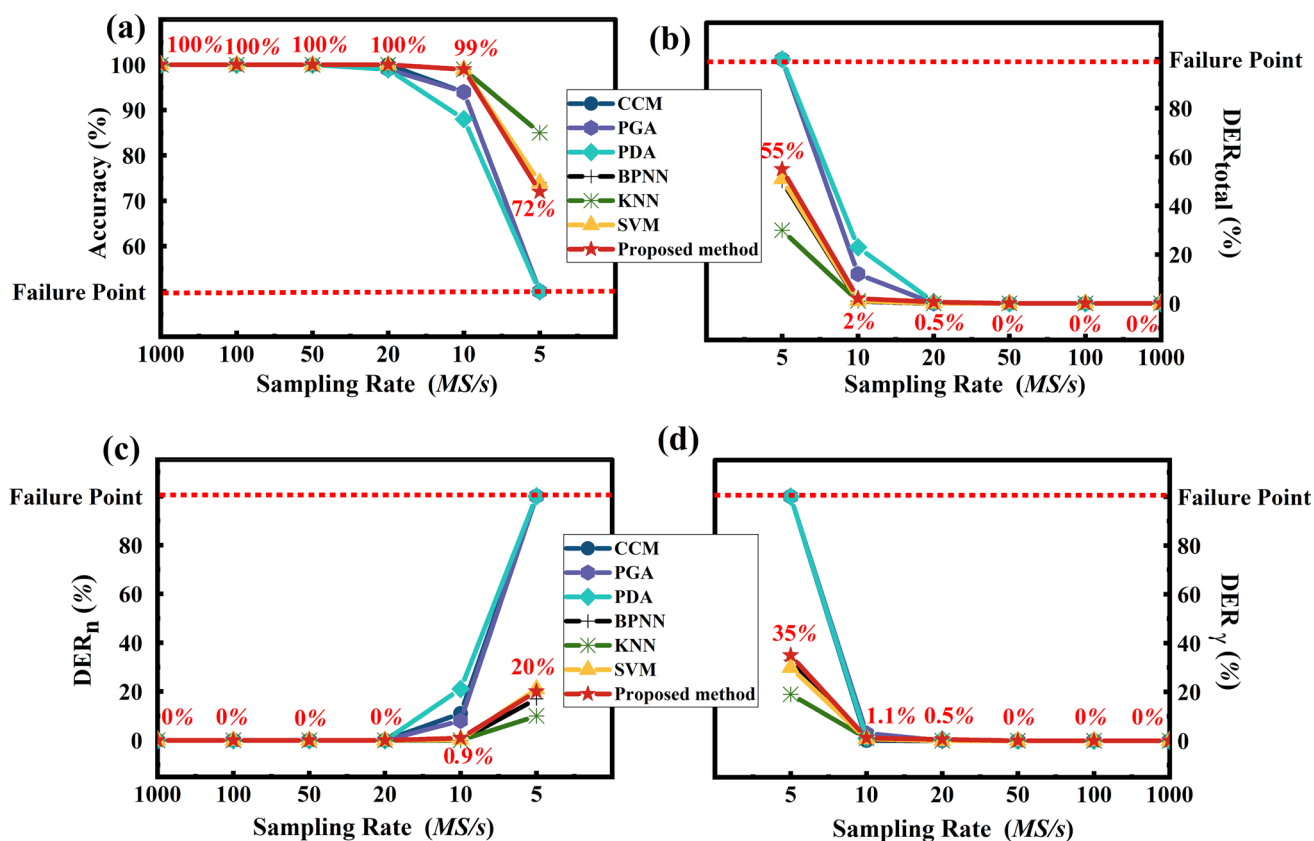 (a)
100% 100% 100% 100% 99%
100
90
80
70
60
72%
Accuracy (%)
Failure Point
1000 100 50 20 10 5
Sampling Rate (MS/s)
CCM
PGA
PDA
BPNN
KNN
SVM
Proposed method
(b)
Failure Point
80
60
40
20
0
55%
2% 0.5% 0% 0% 0%
DERtotal (%)
5 10 20 50 100 1000
Sampling Rate (MS/s)
(c)
Failure Point
80
60
40
20
0
DERn (%)
0% 0% 0% 0% 0.9% 20%
1000 100 50 20 10 5
Sampling Rate (MS/s)
CCM
PGA
PDA
BPNN
KNN
SVM
Proposed method
(d)
Failure Point
80
60
40
20
0
35%
1.1% 0.5% 0% 0% 0%
DER γ (%)
5 10 20 50 100 1000
Sampling Rate (MS/s)